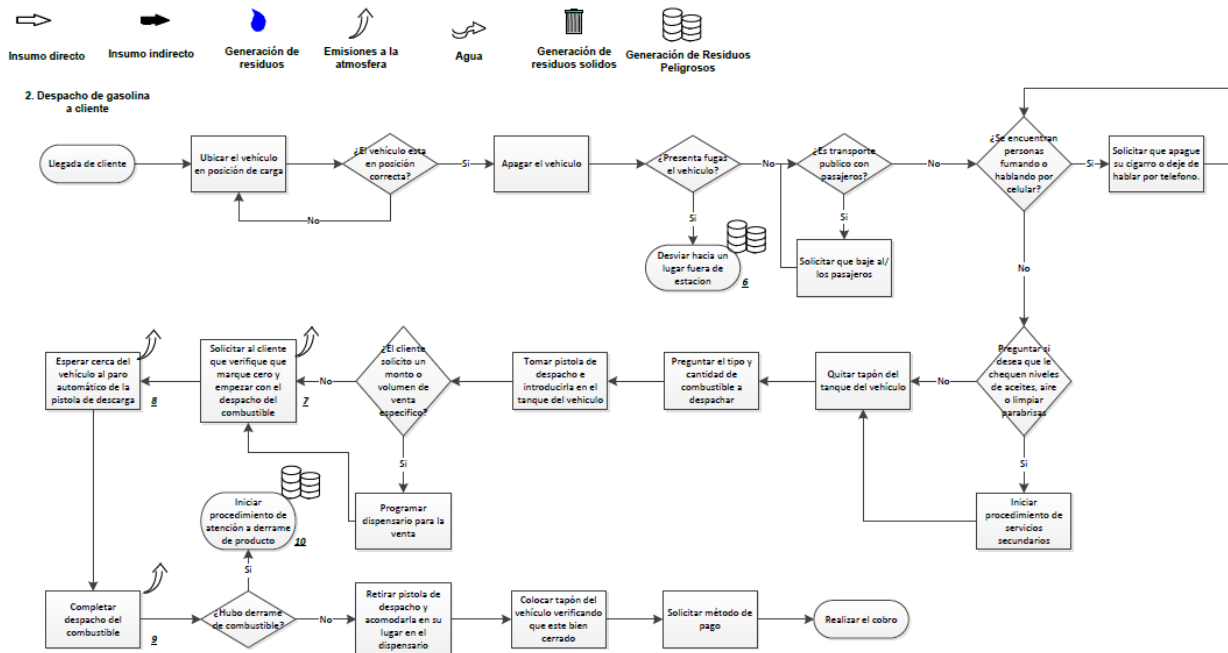 Insumo directo
Insumo indirecto
Generación de
residuos
Emisiones a la
atmosfera
Agua
Generación de
residuos solidos
Generación de Residuos
Peligrosos
2. Despacho de gasolina
a cliente
Llegada de cliente
Ubicar el vehículo
en posición de carga
¿El vehículo esta
en posición
correcta?
Si
No
Apagar el vehiculo
¿Presenta fugas
el vehiculo?
No
Si
Desviar hacia un
lugar fuera de
estacion
6
¿Es transporte
publico con
pasajeros?
No
Si
Solicitar que baje al/
los pasajeros
¿Se encuentran
personas
fumando o
hablando por
celular?
Si
Solicitar que apague
su cigarro o deje de
hablar por telefono.
No
Preguntar si
desea que le
chequen niveles
de aceites, aire
o limpiar
parabrisas
No
Si
Iniciar
procedimiento de
servicios
secundarios
Quitar tapón del
tanque del vehículo
Preguntar el tipo y
cantidad de
combustible a
despachar
Tomar pistola de
despacho e
introducirla en el
tanque del vehiculo
¿El cliente
solicito un
monto o
volumen de
venta
especifico?
No
Si
Programar
dispensario para la
venta
Solicitar al cliente
que verifique que
marque cero y
empezar con el
despacho del
combustible
7
Esperar cerca del
vehículo al paro
automático de la
pistola de descarga
8
Completar
despacho del
combustible
9
¿Hubo derrame
de combustible?
Si
Iniciar
procedimiento de
atención a derrame
de producto
10
No
Retirar pistola de
despacho y
acomodarla en su
lugar en el
dispensario
Colocar tapón del
vehículo verificando
que este bien
cerrado
Solicitar método de
pago
Realizar el cobro